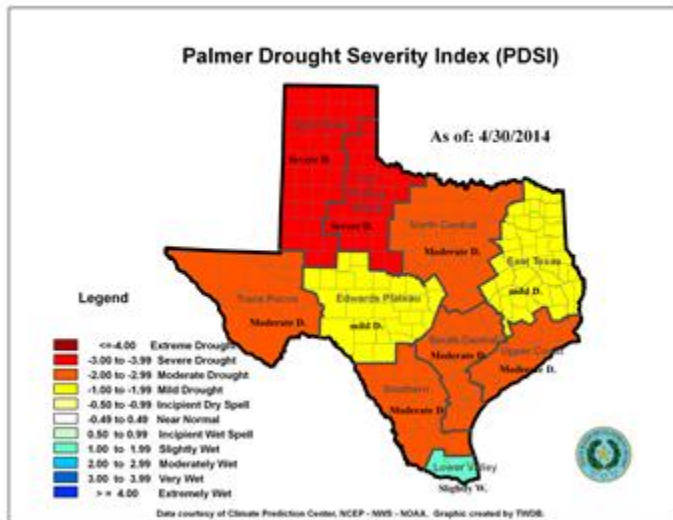 Palmer Drought Severity Index (PDSI)
As of: 4/30/2014
Severe D.
Severe D.
North Central
Moderate D.
East Texas
mild D.
Trans Pecos
Moderate D.
Edwards Plateau
mild D.
South Central
Moderate D.
Upper Coast
Moderate D.
Southern
Moderate D
Lower Valley
Slightly W.
Legend
<=-4.00 Extreme Drought
-3.00 to -3.99 Severe Drought
-2.00 to -2.99 Moderate Drought
-1.00 to -1.99 Mild Drought
-0.50 to -0.99 Incipient Dry Spell
-0.49 to 0.49 Near Normal
0.50 to 0.99 Incipient Wet Spell
1.00 to 1.99 Slightly Wet
2.00 to 2.99 Moderately Wet
3.00 to 3.99 Very Wet
> = 4.00 Extremely Wet
Data courtesy of Climate Prediction Center, NCEP - NWS - NOAA. Graphic created by TWDB.